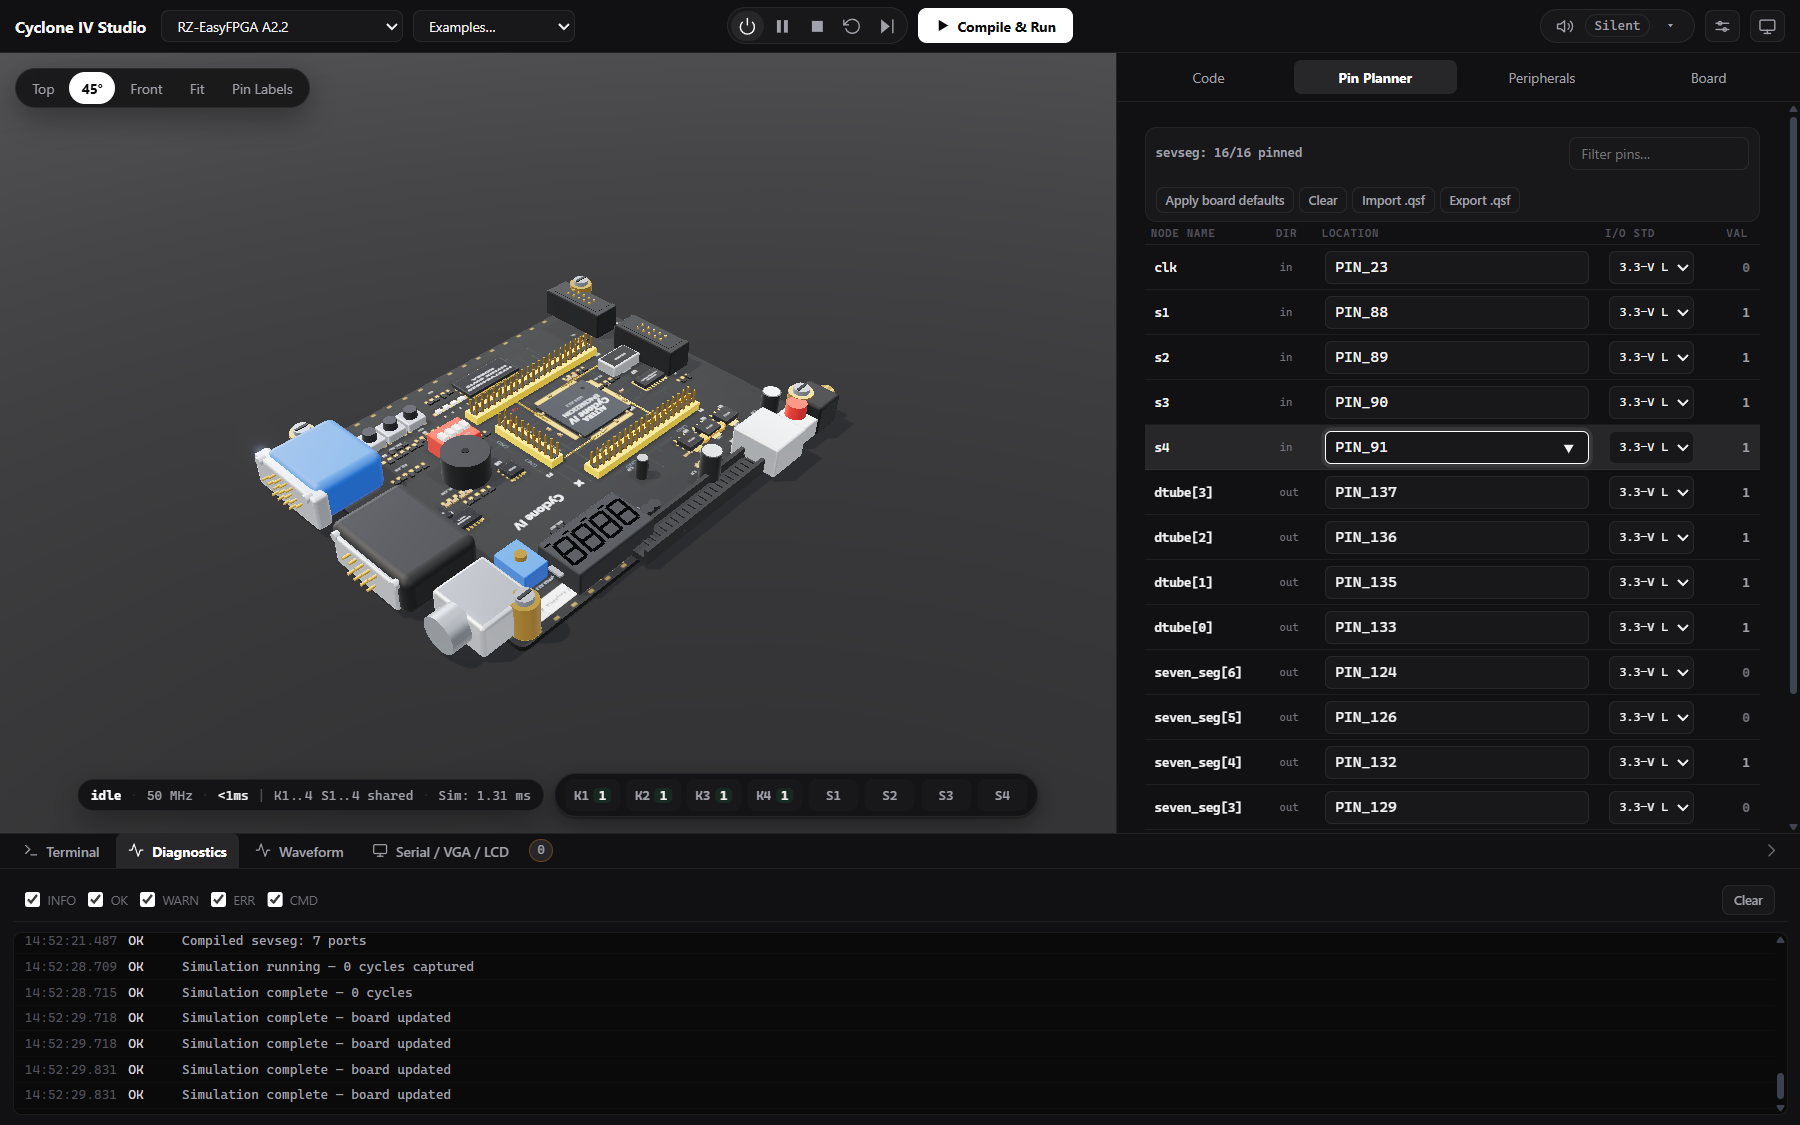 Cyclone IV Studio
RZ-EasyFPGA A2.2
Examples...
Compile & Run
Silent
Top
45°
Front
Fit
Pin Labels
Code
Pin Planner
Peripherals
Board
sevseg: 16/16 pinned
Filter pins...
Apply board defaults
Clear
Import .qsf
Export .qsf
NODE NAME DIR LOCATION I/O STD VAL
clk in PIN_23 3.3-V L 0
s1 in PIN_88 3.3-V L 1
s2 in PIN_89 3.3-V L 1
s3 in PIN_90 3.3-V L 1
s4 in PIN_91 3.3-V L 1
dtube[3] out PIN_137 3.3-V L 1
dtube[2] out PIN_136 3.3-V L 1
dtube[1] out PIN_135 3.3-V L 1
dtube[0] out PIN_133 3.3-V L 1
seven_seg[6] out PIN_124 3.3-V L 0
seven_seg[5] out PIN_126 3.3-V L 0
seven_seg[4] out PIN_132 3.3-V L 1
seven_seg[3] out PIN_129 3.3-V L 0
Cyclone IV
Cyclone IV
idle · 50 MHz · <1ms | K1..4 S1..4 shared · Sim: 1.31 ms
K1 1 K2 1 K3 1 K4 1 S1 S2 S3 S4
Terminal
Diagnostics
Waveform
Serial / VGA / LCD
0
INFO OK WARN ERR CMD
Clear
14:52:21.487 OK Compiled sevseg: 7 ports
14:52:28.709 OK Simulation running — 0 cycles captured
14:52:28.715 OK Simulation complete — 0 cycles
14:52:29.718 OK Simulation complete — board updated
14:52:29.718 OK Simulation complete — board updated
14:52:29.831 OK Simulation complete — board updated
14:52:29.831 OK Simulation complete — board updated